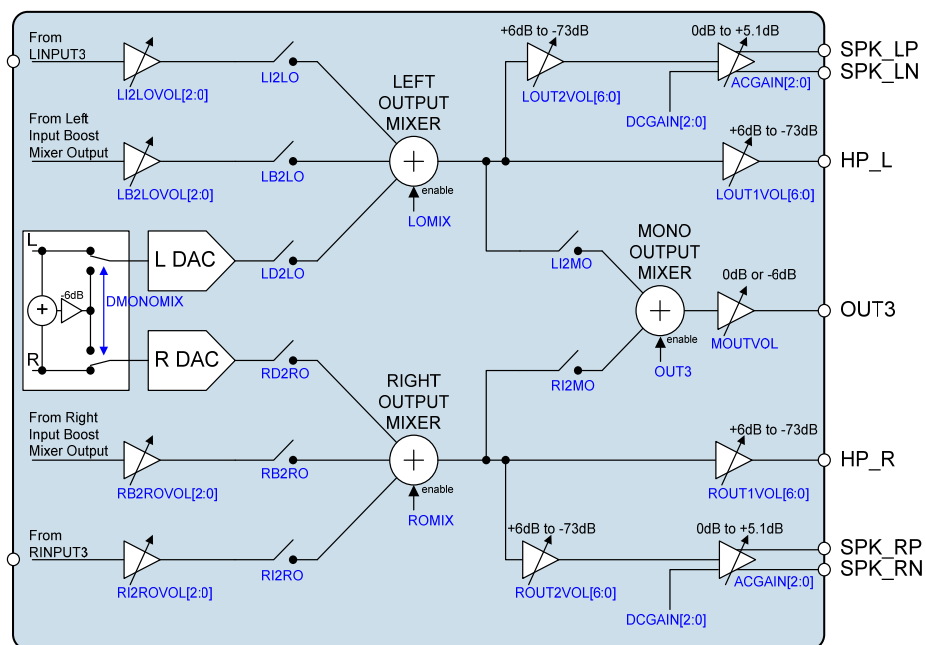 From
LINPUT3
LI2LOVOL[2:0]
LI2LO
+6dB to -73dB
LOUT2VOL[6:0]
0dB to +5.1dB
ACGAIN[2:0]
DCGAIN[2:0]
SPK_LP
SPK_LN
From Left
Input Boost
Mixer Output
LB2LOVOL[2:0]
LB2LO
LEFT
OUTPUT
MIXER
+
enable
LOMIX
+6dB to -73dB
LOUT1VOL[6:0]
HP_L
L
R
+
-6dB
DMONOMIX
L DAC
LD2LO
R DAC
RD2RO
LI2MO
MONO
OUTPUT
MIXER
+
enable
OUT3
RI2MO
0dB or -6dB
MOUTVOL
OUT3
From Right
Input Boost
Mixer Output
RB2ROVOL[2:0]
RB2RO
RIGHT
OUTPUT
MIXER
+
enable
ROMIX
+6dB to -73dB
ROUT1VOL[6:0]
HP_R
From
RINPUT3
RI2ROVOL[2:0]
RI2RO
+6dB to -73dB
ROUT2VOL[6:0]
0dB to +5.1dB
ACGAIN[2:0]
DCGAIN[2:0]
SPK_RP
SPK_RN